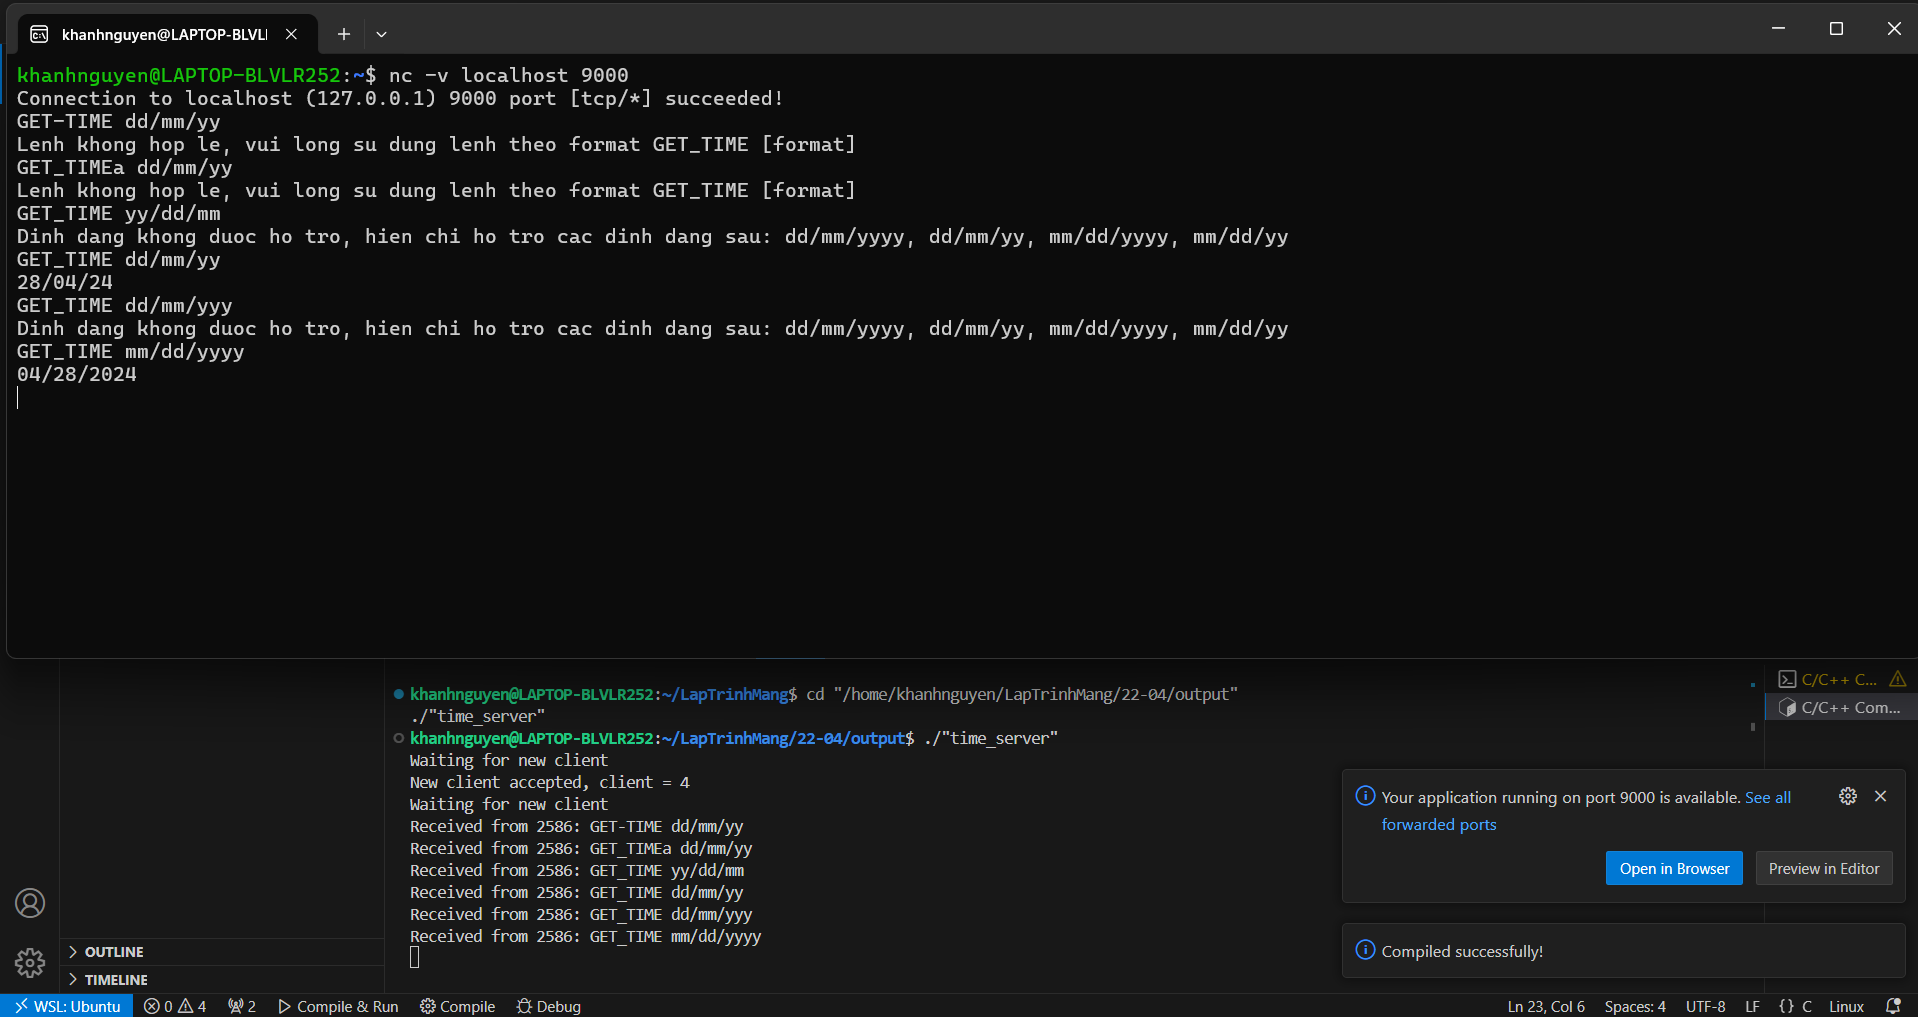 khanhnguyen@LAPTOP-BLVLI
khanhnguyen@LAPTOP-BLVLR252:~$ nc -v localhost 9000
Connection to localhost (127.0.0.1) 9000 port [tcp/*] succeeded!
GET-TIME dd/mm/yy
Lenh khong hop le, vui long su dung lenh theo format GET_TIME [format]
GET_TIMEa dd/mm/yy
Lenh khong hop le, vui long su dung lenh theo format GET_TIME [format]
GET_TIME yy/dd/mm
Dinh dang khong duoc ho tro, hien chi ho tro cac dinh dang sau: dd/mm/yyyy, dd/mm/yy, mm/dd/yyyy, mm/dd/yy
GET_TIME dd/mm/yy
28/04/24
GET_TIME dd/mm/yyy
Dinh dang khong duoc ho tro, hien chi ho tro cac dinh dang sau: dd/mm/yyyy, dd/mm/yy, mm/dd/yyyy, mm/dd/yy
GET_TIME mm/dd/yyyy
04/28/2024
khanhnguyen@LAPTOP-BLVLR252:~/LapTrinhMang$ cd "/home/khanhnguyen/LapTrinhMang/22-04/output"
./"time_server"
khanhnguyen@LAPTOP-BLVLR252:~/LapTrinhMang/22-04/output$ ./"time_server"
Waiting for new client
New client accepted, client = 4
Waiting for new client
Received from 2586: GET-TIME dd/mm/yy
Received from 2586: GET_TIMEa dd/mm/yy
Received from 2586: GET_TIME yy/dd/mm
Received from 2586: GET_TIME dd/mm/yy
Received from 2586: GET_TIME dd/mm/yyy
Received from 2586: GET_TIME mm/dd/yyyy
C/C++ C...
C/C++ Com...
Your application running on port 9000 is available. See all
forwarded ports
Open in Browser
Preview in Editor
Compiled successfully!
OUTLINE
TIMELINE
WSL: Ubuntu 0 4 2 Compile & Run Compile Debug Ln 23, Col 6 Spaces: 4 UTF-8 LF {} C Linux